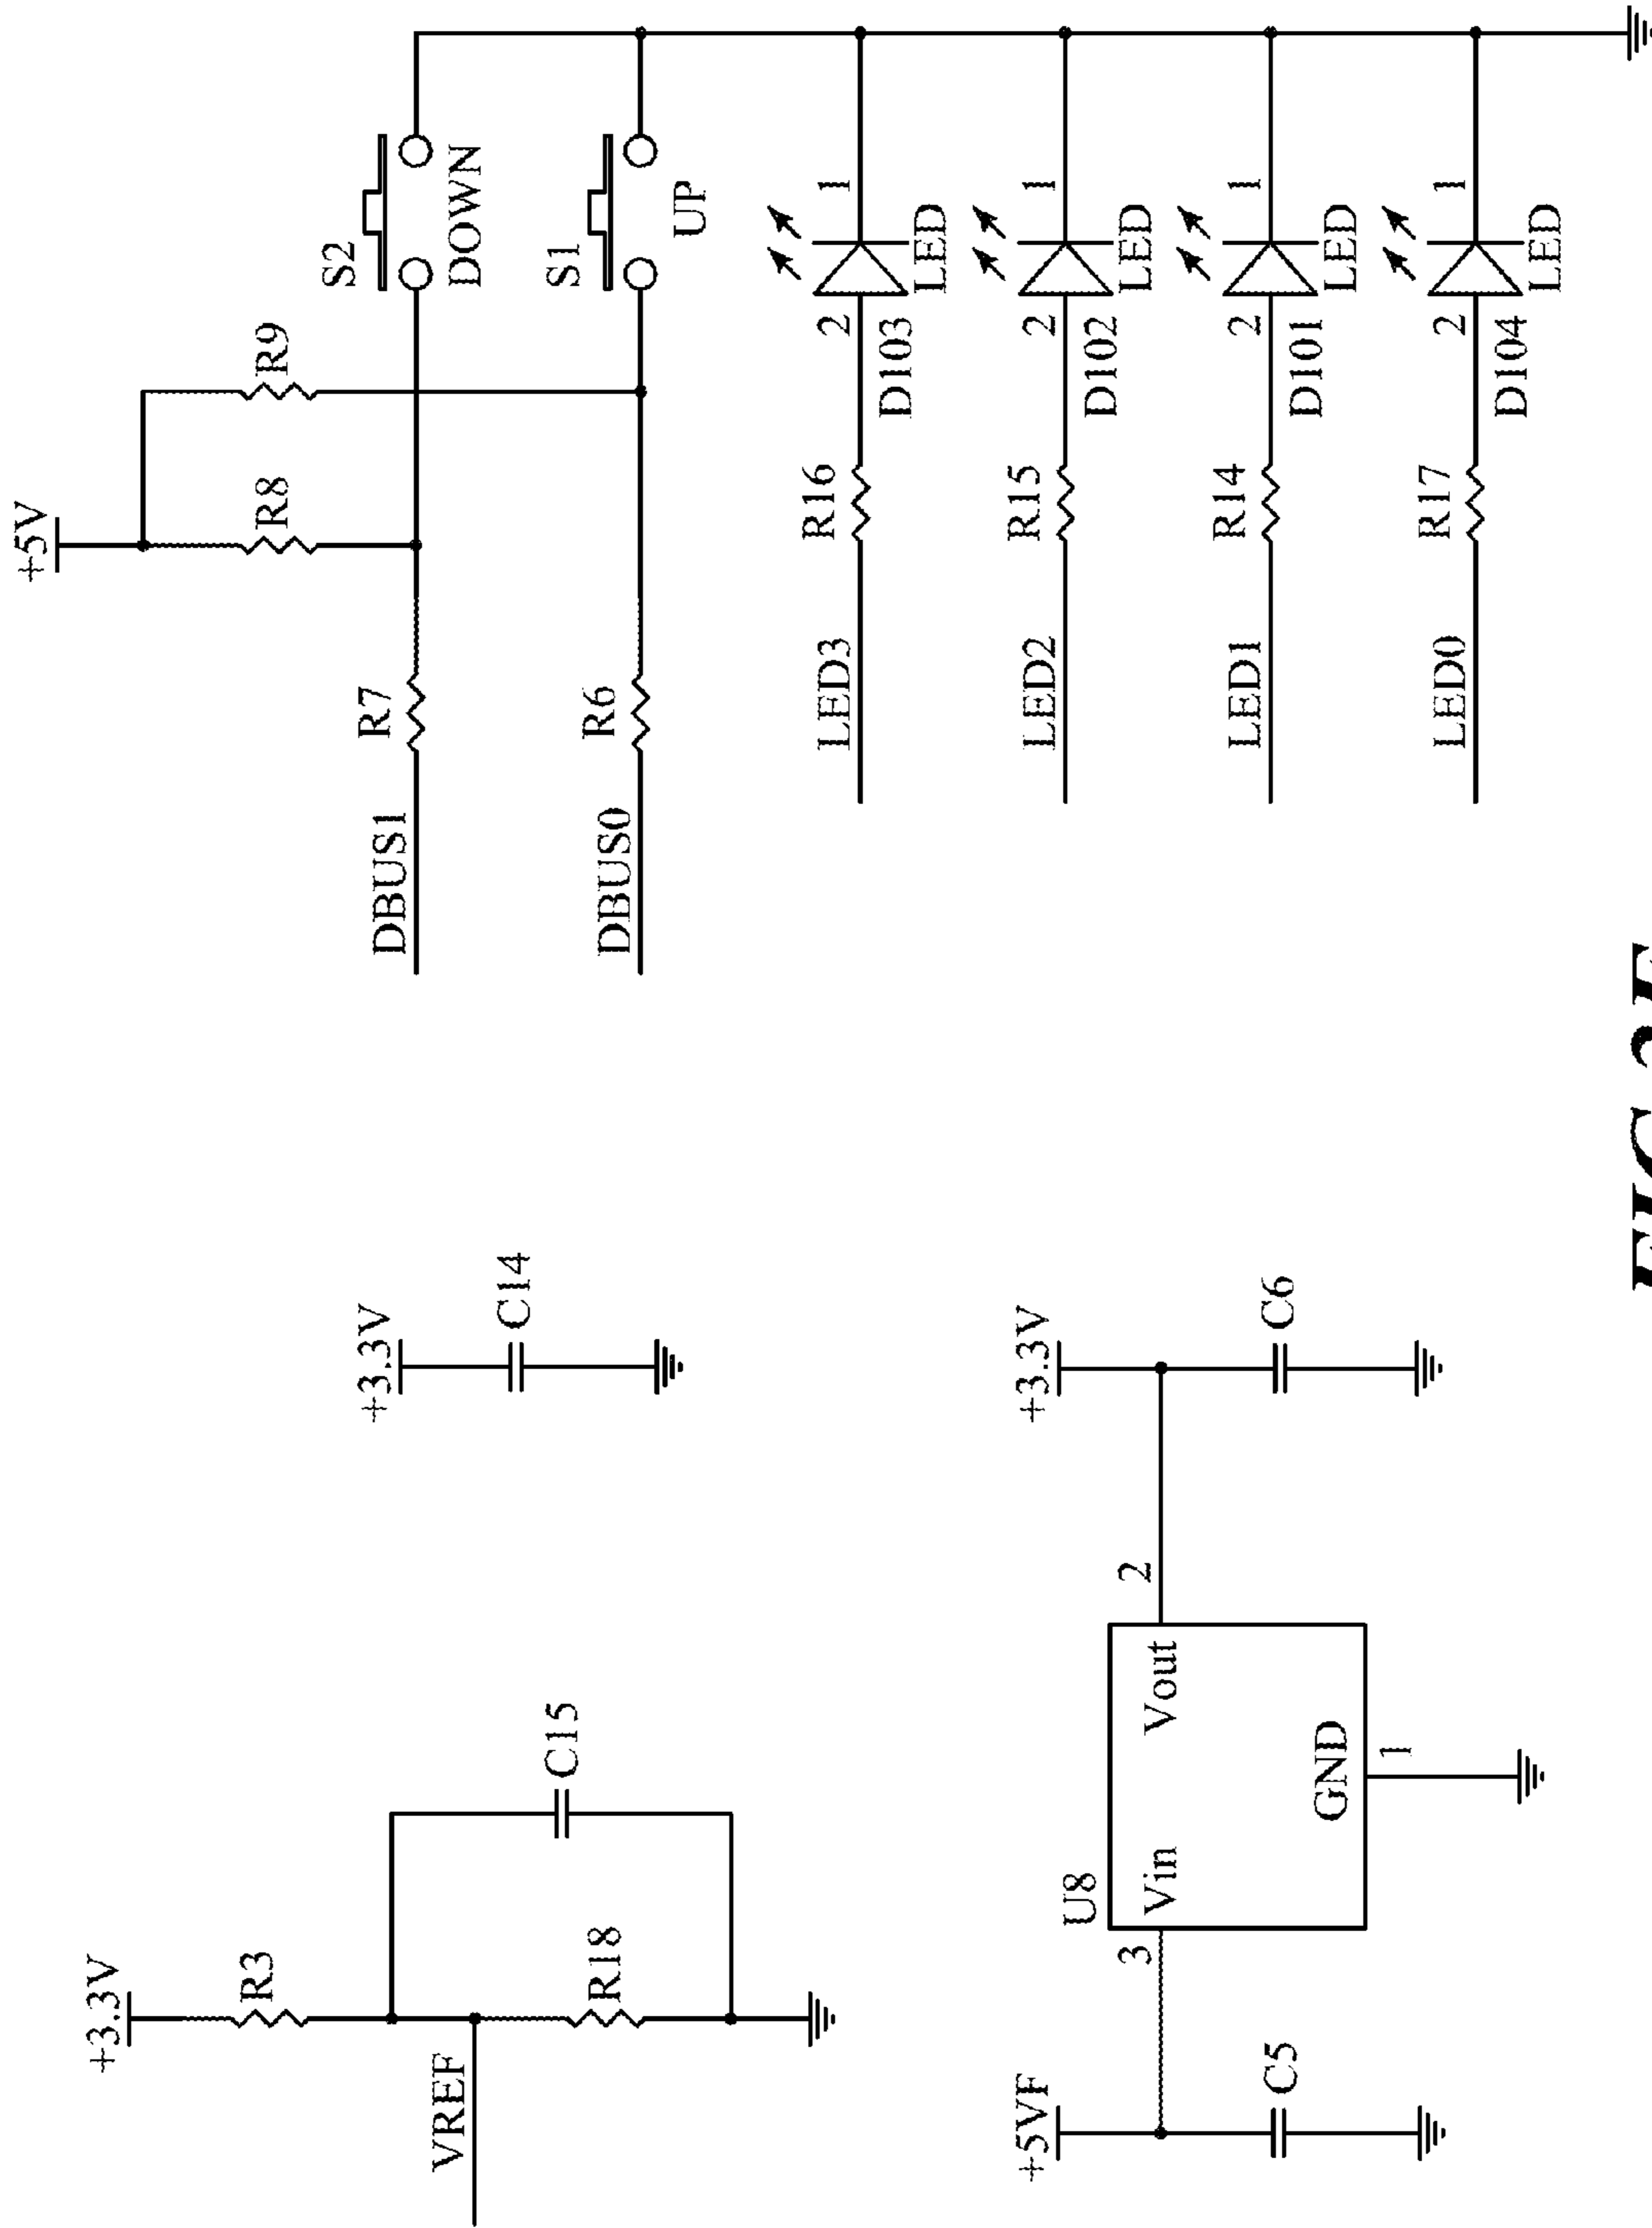 +3.3V
R3
VREF
R18
C15
+3.3V
C14
+5VF
C5
U8
3
Vin
Vout
2
GND
1
+3.3V
C6
+5V
R8
R9
S2
DBUS1
R7
DOWN
S1
DBUS0
R6
UP
LED3
R16
2
1
D103
LED
LED2
R15
2
1
D102
LED
LED1
R14
2
1
D101
LED
LED0
R17
2
1
D104
LED